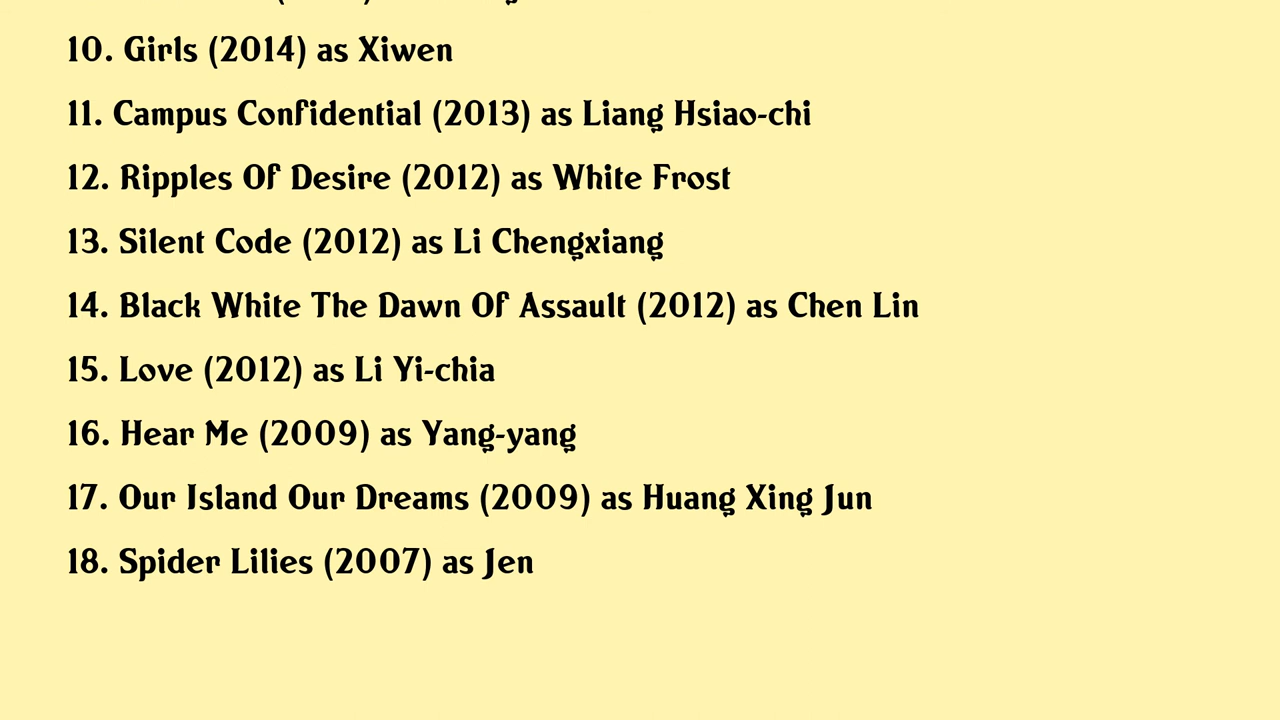 10. Girls (2014) as Xiwen
11. Campus Confidential (2013) as Liang Hsiao-chi
12. Ripples Of Desire (2012) as White Frost
13. Silent Code (2012) as Li Chengxiang
14. Black White The Dawn Of Assault (2012) as Chen Lin
15. Love (2012) as Li Yi-chia
16. Hear Me (2009) as Yang-yang
17. Our Island Our Dreams (2009) as Huang Xing Jun
18. Spider Lilies (2007) as Jen